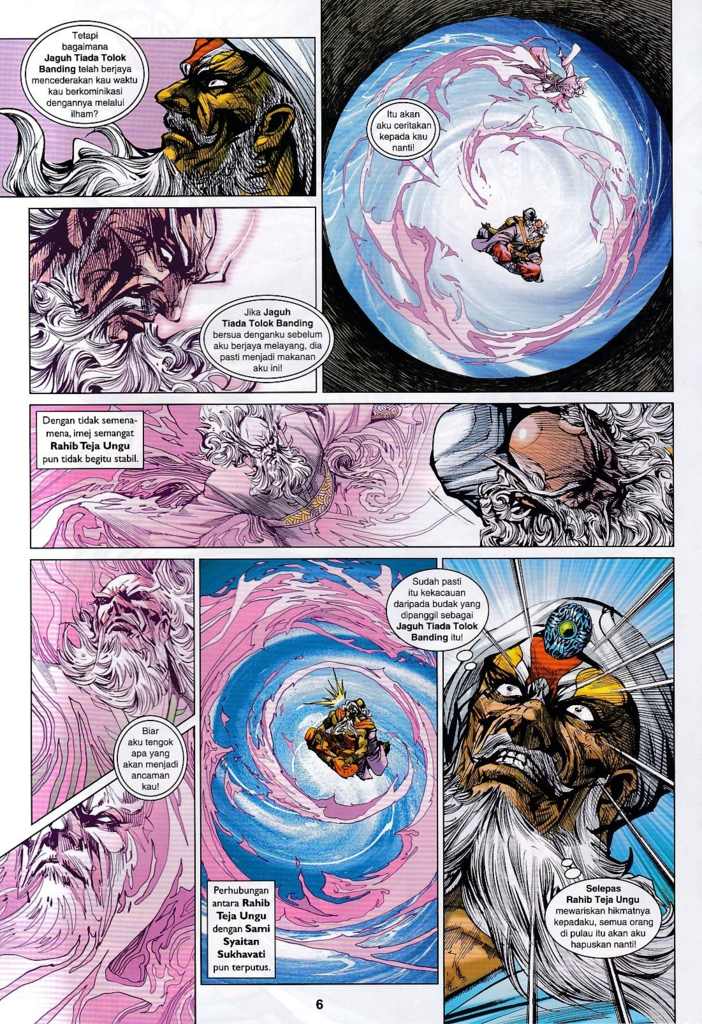 Tetapi
bagaimana
Jaguh Tiada Tolok
Banding telah berjaya
mencederakan kau waktu
kau berkominikasi
dengannya melalui
ilham?
Itu akan
aku ceritakan
kepada kau
nanti!
Jika Jaguh
Tiada Tolok Banding
bersua denganku sebelum
aku berjaya melayang, dia
pasti menjadi makanan
aku ini!
Dengan tidak semena-
mena, imej semangat
Rahib Teja Ungu
pun tidak begitu stabil.
Biar
aku tengok
apa yang
akan menjadi
ancaman
kau!
Perhubungan
antara Rahib
Teja Ungu
dengan Sami
Syaitan
Sukhavati
pun terputus.
Sudah pasti
itu kekacauan
daripada budak yang
dipanggil sebagai
Jaguh Tiada Tolok
Banding itu!
Selepas
Rahib Teja Ungu
mewariskan hikmatnya
kepadaku, semua orang
di pulau itu akan aku
hapuskan nanti!
6